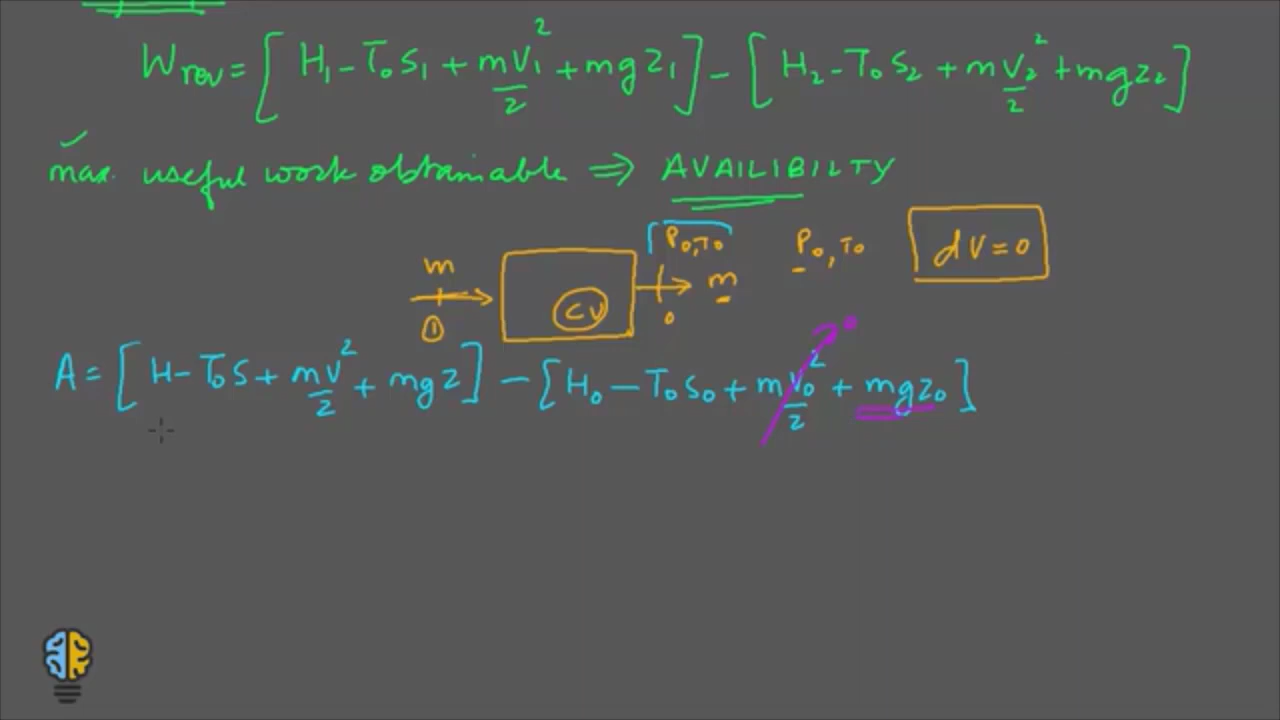 Wrev = [H₁ - T₀S₁ + mV₁²/2 + mgz₁] - [H₂ - T₀S₂ + mV₂²/2 + mgz₂]
max. useful work obtainable ⇒ AVAILIBILTY
P₀,T₀ P₀,T₀ dV=0
m m
CV
① 0
A = [H - T₀S + mV²/2 + mgz] - [H₀ - T₀S₀ + mV₀²/2 + mgz₀] 0